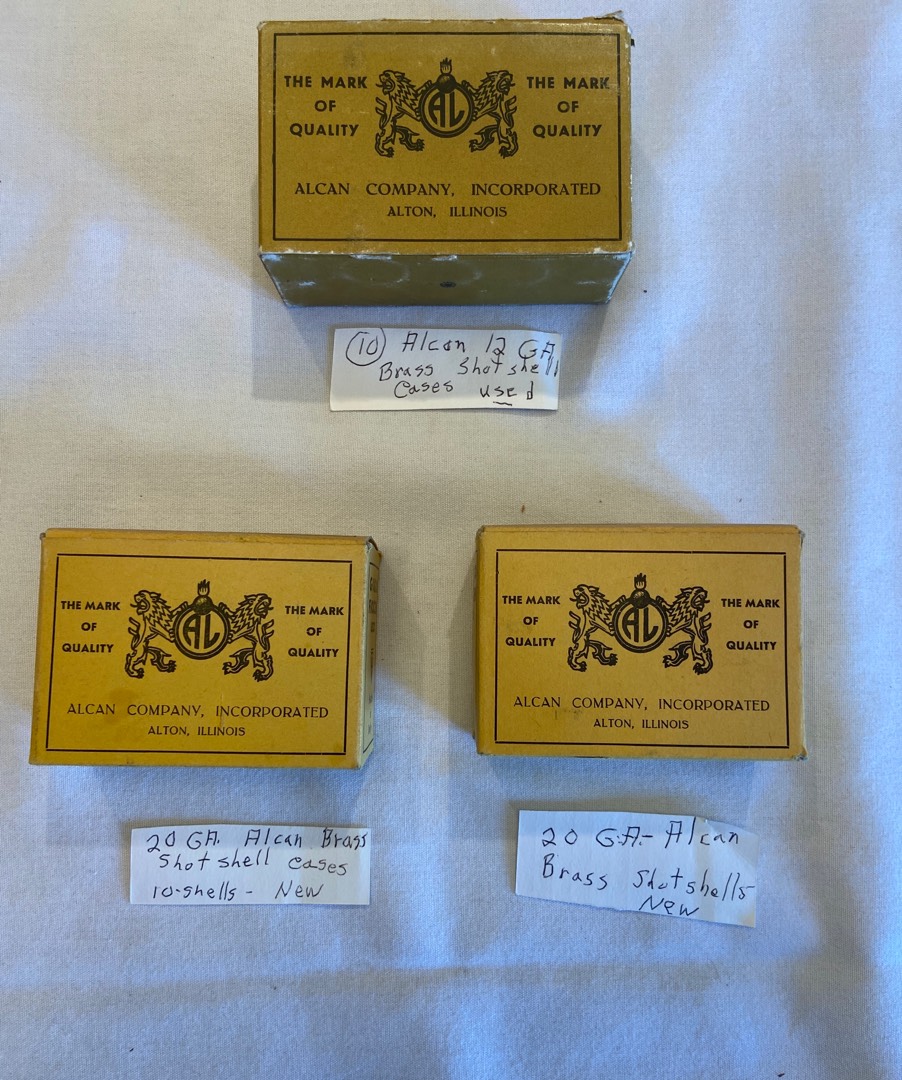 THE MARK
OF
QUALITY
AL
THE MARK
OF
QUALITY
ALCAN COMPANY, INCORPORATED
ALTON, ILLINOIS
10 Alcan 12 GA
Brass Shotshell
Cases used
THE MARK
OF
QUALITY
AL
THE MARK
OF
QUALITY
ALCAN COMPANY, INCORPORATED
ALTON, ILLINOIS
THE MARK
OF
QUALITY
AL
THE MARK
OF
QUALITY
ALCAN COMPANY, INCORPORATED
ALTON, ILLINOIS
20 GA. Alcan Brass
Shotshell Cases
10-shells - New
20 G.A.- Alcan
Brass Shotshells
New